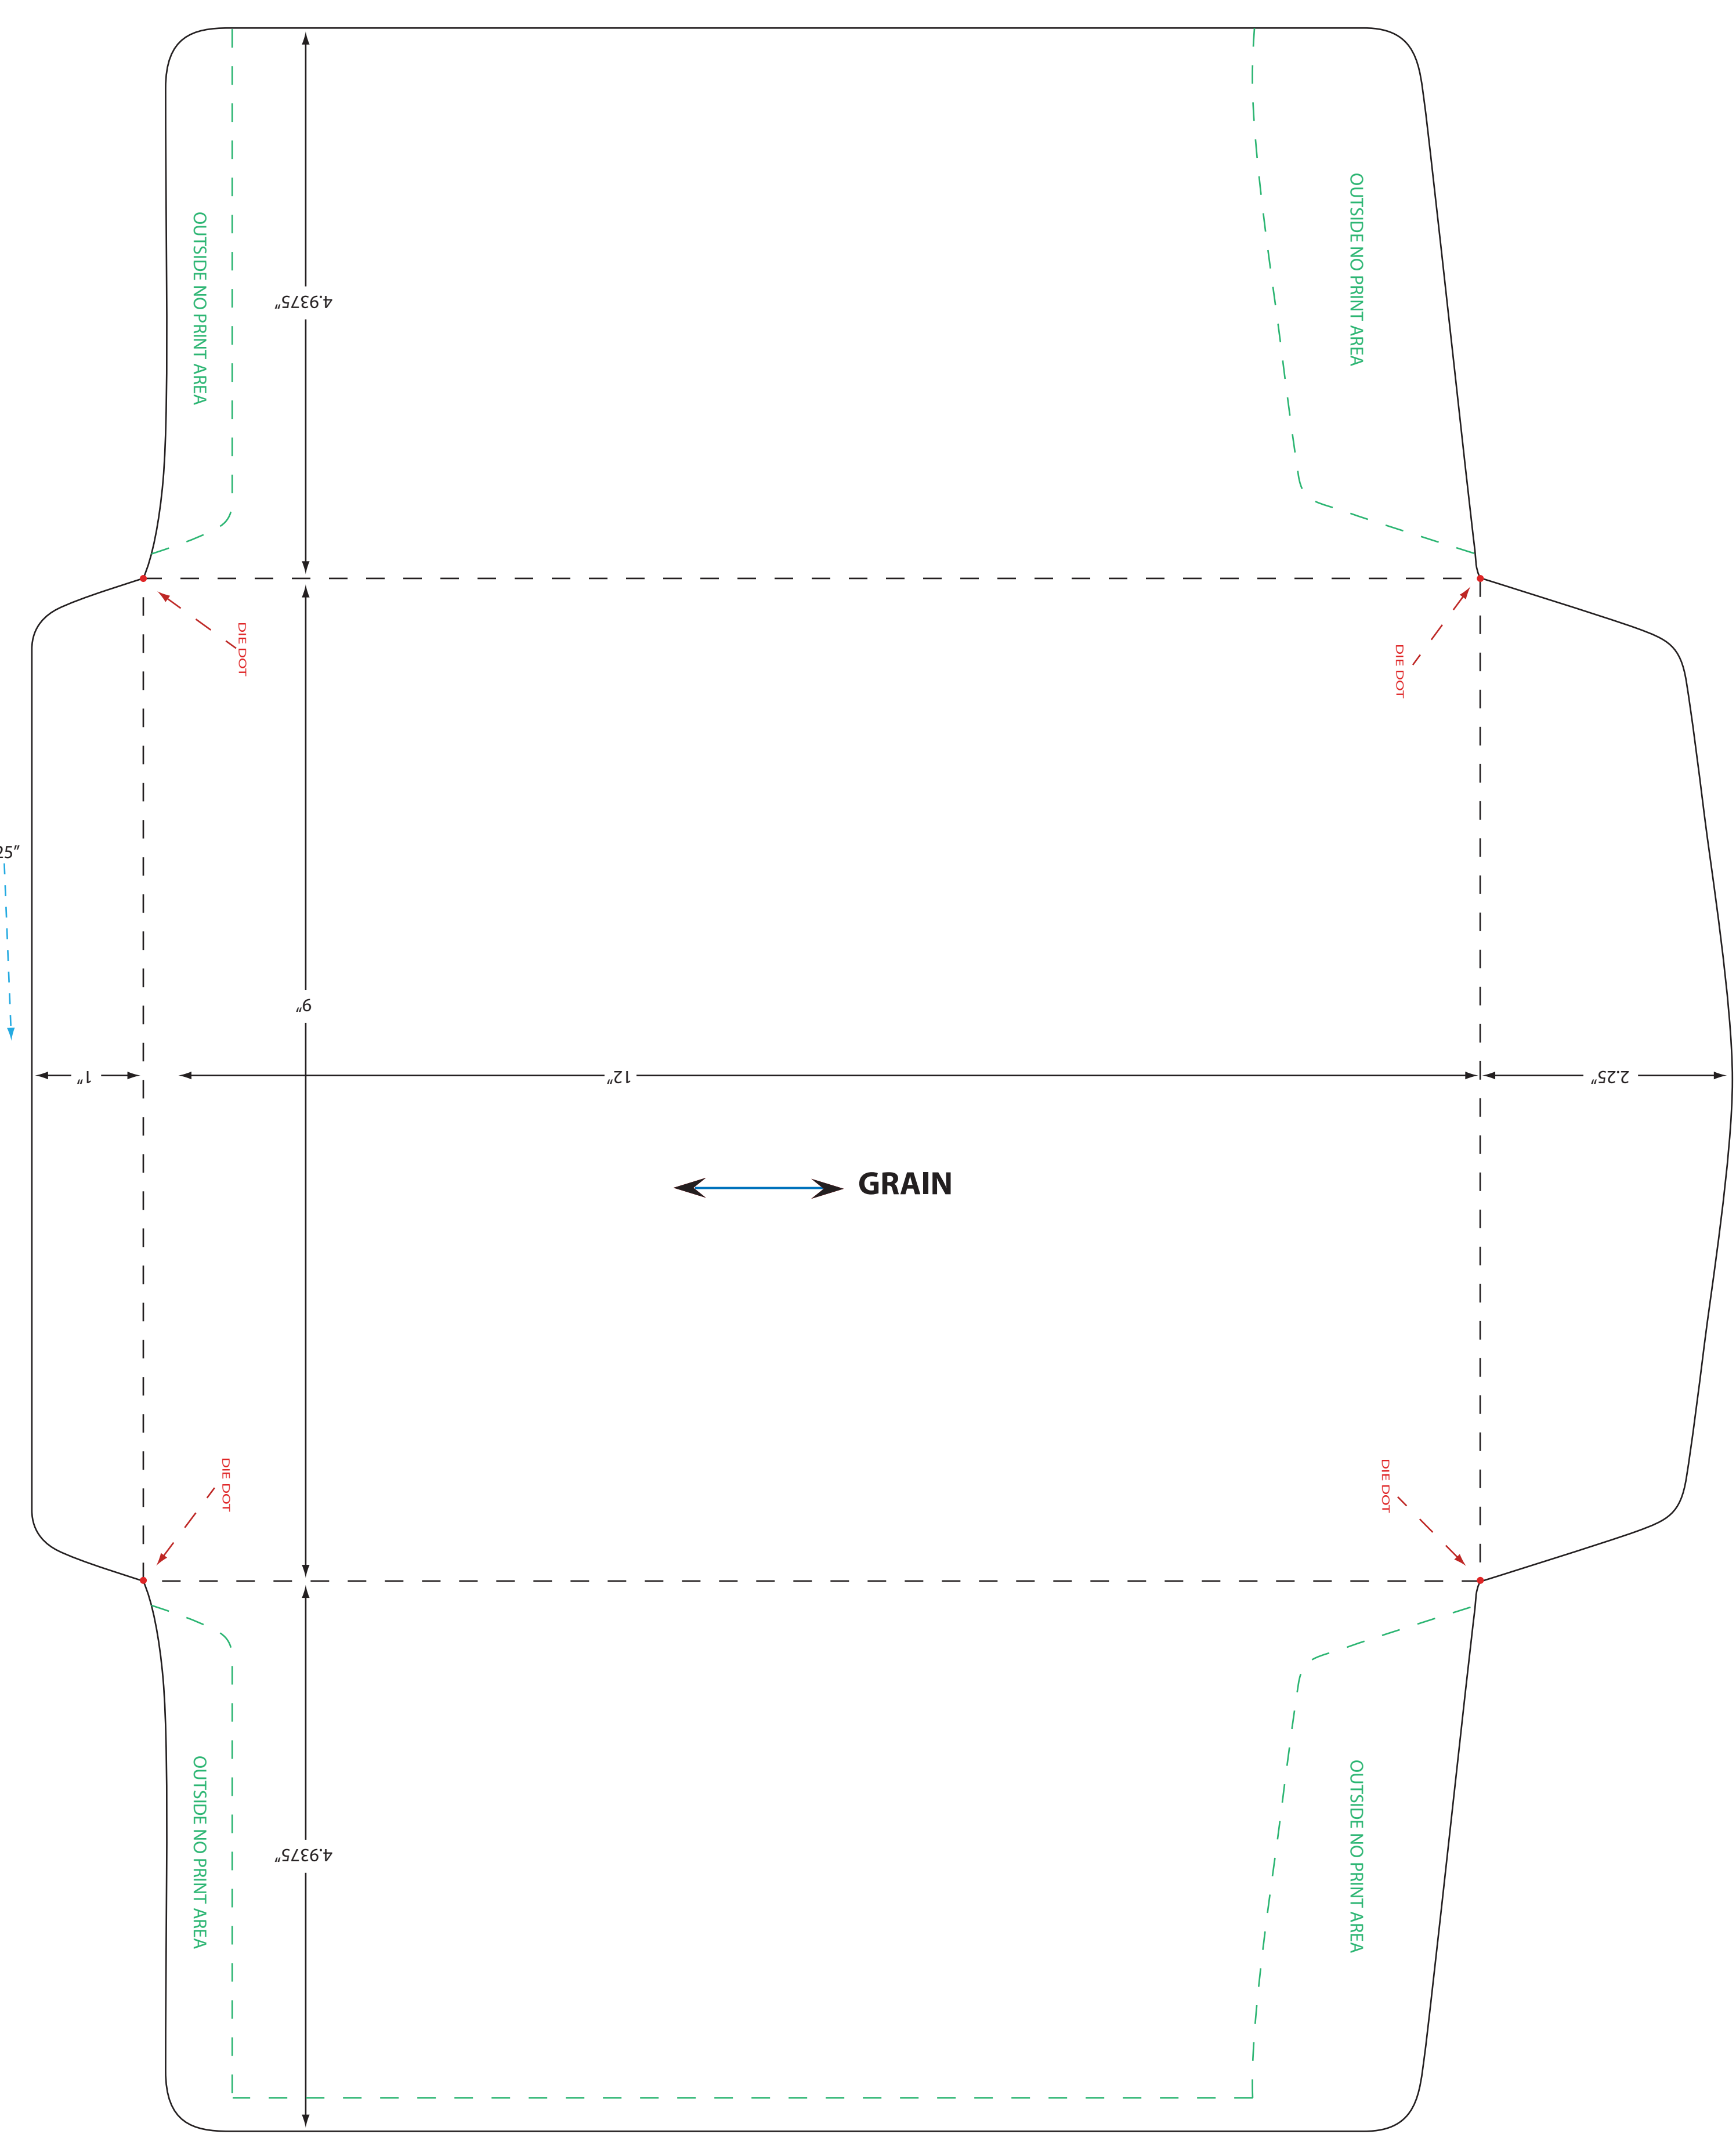 OUTSIDE NO PRINT AREA
OUTSIDE NO PRINT AREA
4.9375"
DIE DOT
DIE DOT
25"
9"
1"
12"
2.25"
GRAIN
DIE DOT
DIE DOT
OUTSIDE NO PRINT AREA
OUTSIDE NO PRINT AREA
4.9375"